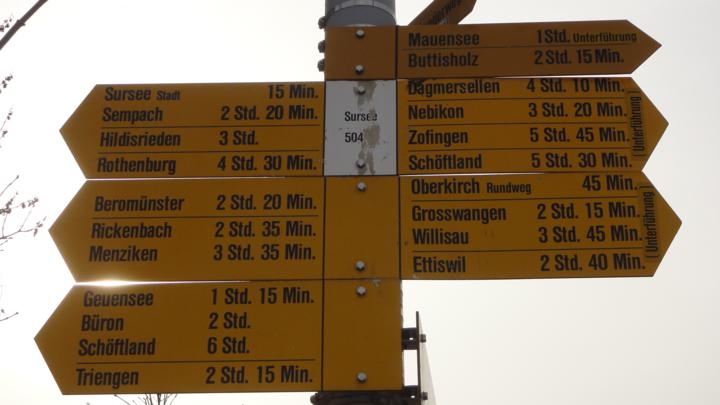 Mauensee 1 Std. Unterführung
Buttisholz 2 Std. 15 Min.
Sursee Stadt 15 Min.
Sempach 2 Std. 20 Min.
Hildisrieden 3 Std.
Rothenburg 4 Std. 30 Min.
Sursee
504
Dagmersellen 4 Std. 10 Min.
Nebikon 3 Std. 20 Min.
Zofingen 5 Std. 45 Min.
Schöftland 5 Std. 30 Min.
(Unterführung)
Beromünster 2 Std. 20 Min.
Rickenbach 2 Std. 35 Min.
Menziken 3 Std. 35 Min.
Oberkirch Rundweg 45 Min.
Grosswangen 2 Std. 15 Min.
Willisau 3 Std. 45 Min.
Ettiswil 2 Std. 40 Min.
(Unterführung)
Geuensee 1 Std. 15 Min.
Büron 2 Std.
Schöftland 6 Std.
Triengen 2 Std. 15 Min.